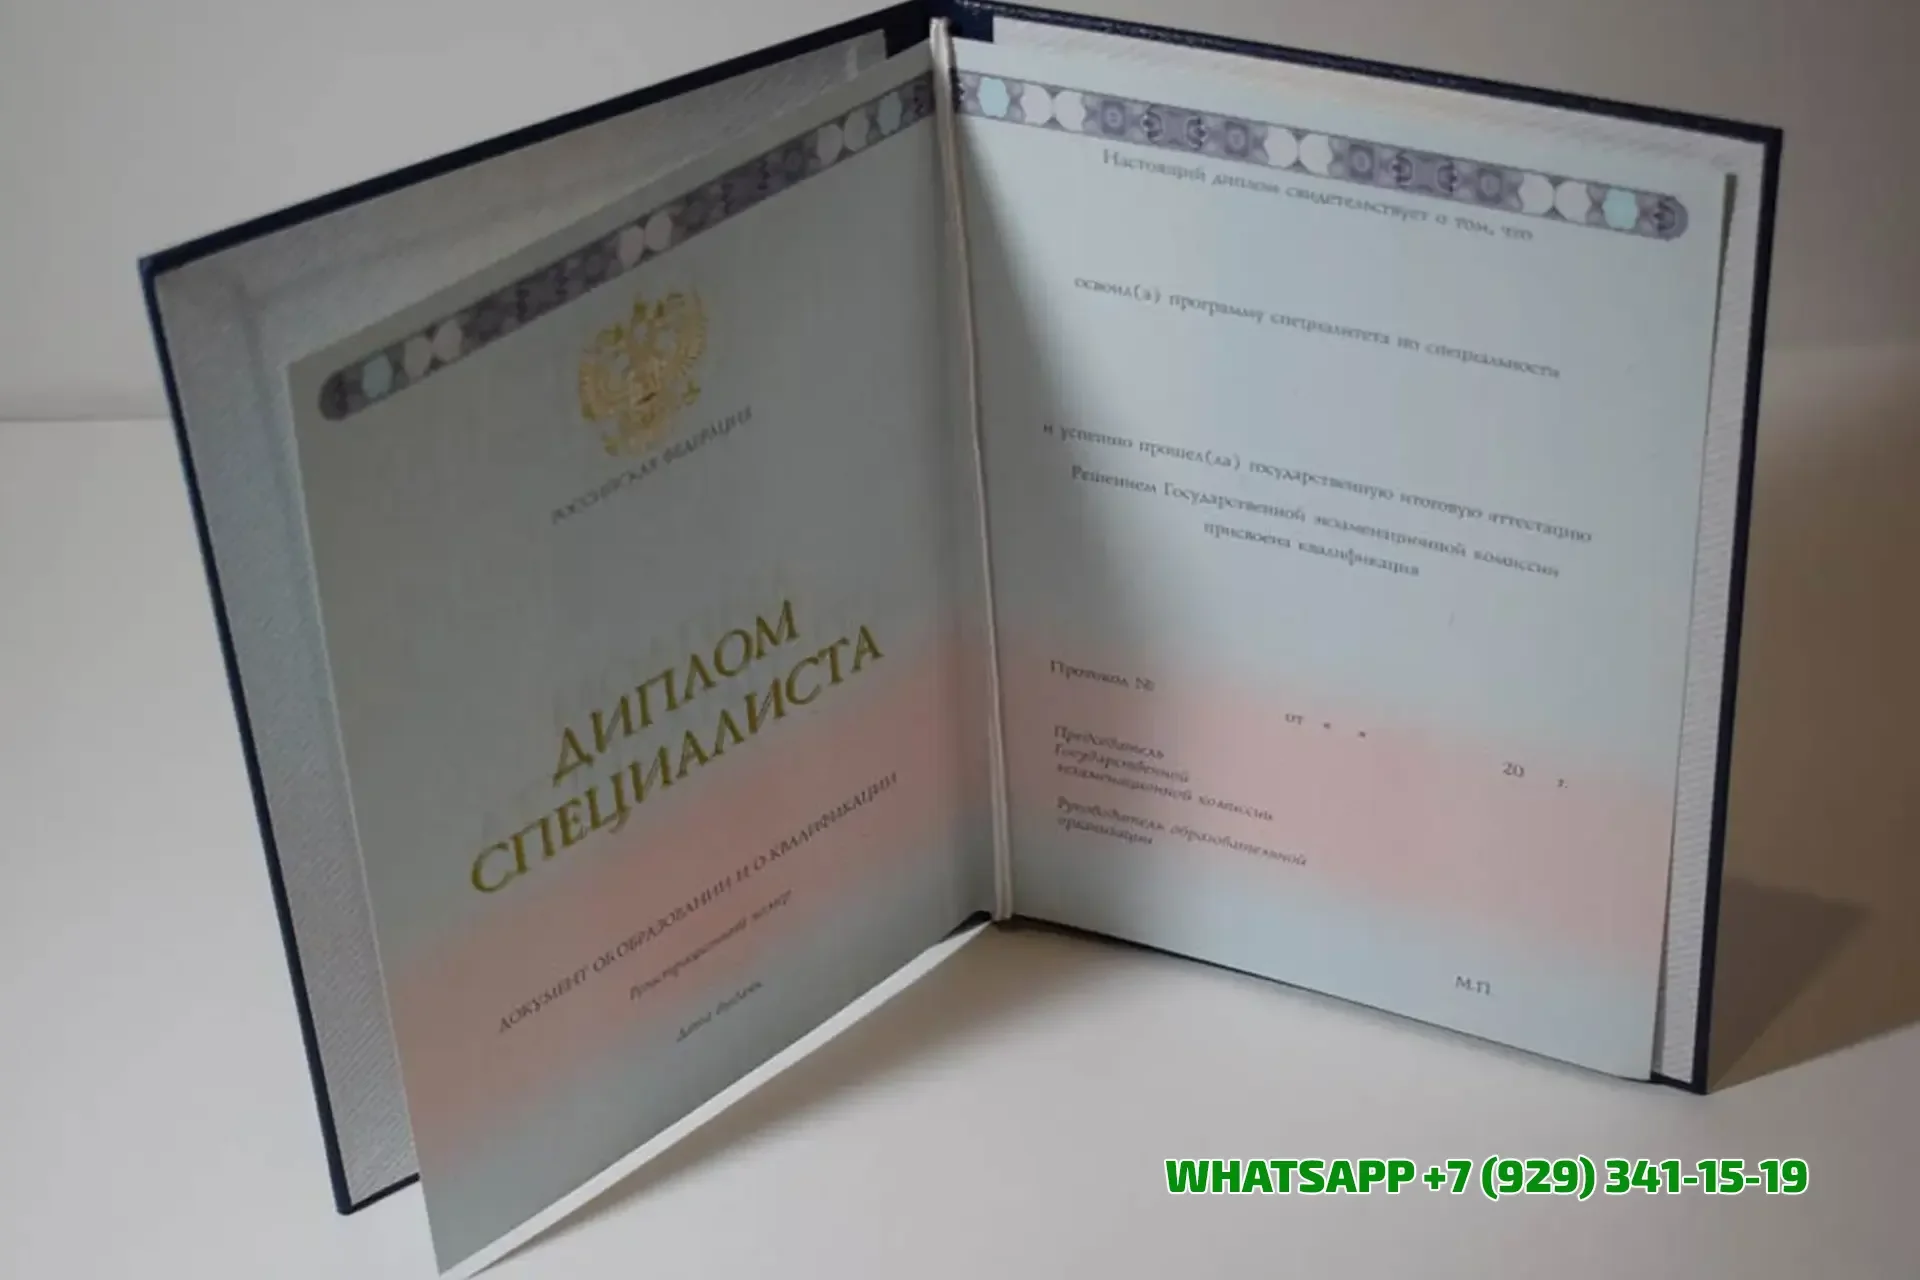 РОССИЙСКАЯ ФЕДЕРАЦИЯ
ДИПЛОМ
СПЕЦИАЛИСТА
ДОКУМЕНТ ОБ ОБРАЗОВАНИИ И О КВАЛИФИКАЦИИ
Регистрационный номер
Дата выдачи
Настоящий диплом свидетельствует о том, что
освоил(а) программу специалитета по специальности
и успешно прошел(ла) государственную итоговую аттестацию
Решением Государственной экзаменационной комиссии
присвоена квалификация
Протокол №
от « »
20 г.
Председатель
Государственной
экзаменационной комиссии
Руководитель образовательной
организации
М.П.
WHATSAPP +7 (929) 341-15-19